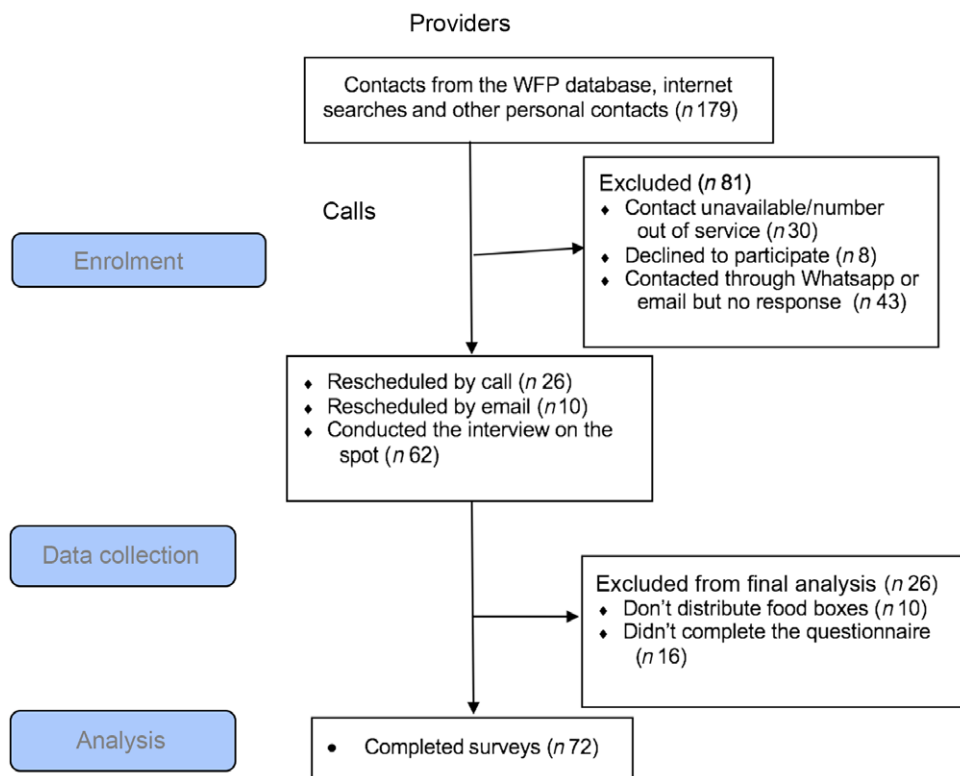 Providers
Contacts from the WFP database, internet
searches and other personal contacts (n 179)
Calls
Enrolment
Excluded (n 81)
♦ Contact unavailable/number
out of service (n 30)
♦ Declined to participate (n 8)
♦ Contacted through Whatsapp or
email but no response (n 43)
♦ Rescheduled by call (n 26)
♦ Rescheduled by email (n 10)
♦ Conducted the interview on the
spot (n 62)
Data collection
Excluded from final analysis (n 26)
♦ Don’t distribute food boxes (n 10)
♦ Didn’t complete the questionnaire
(n 16)
Analysis
• Completed surveys (n 72)